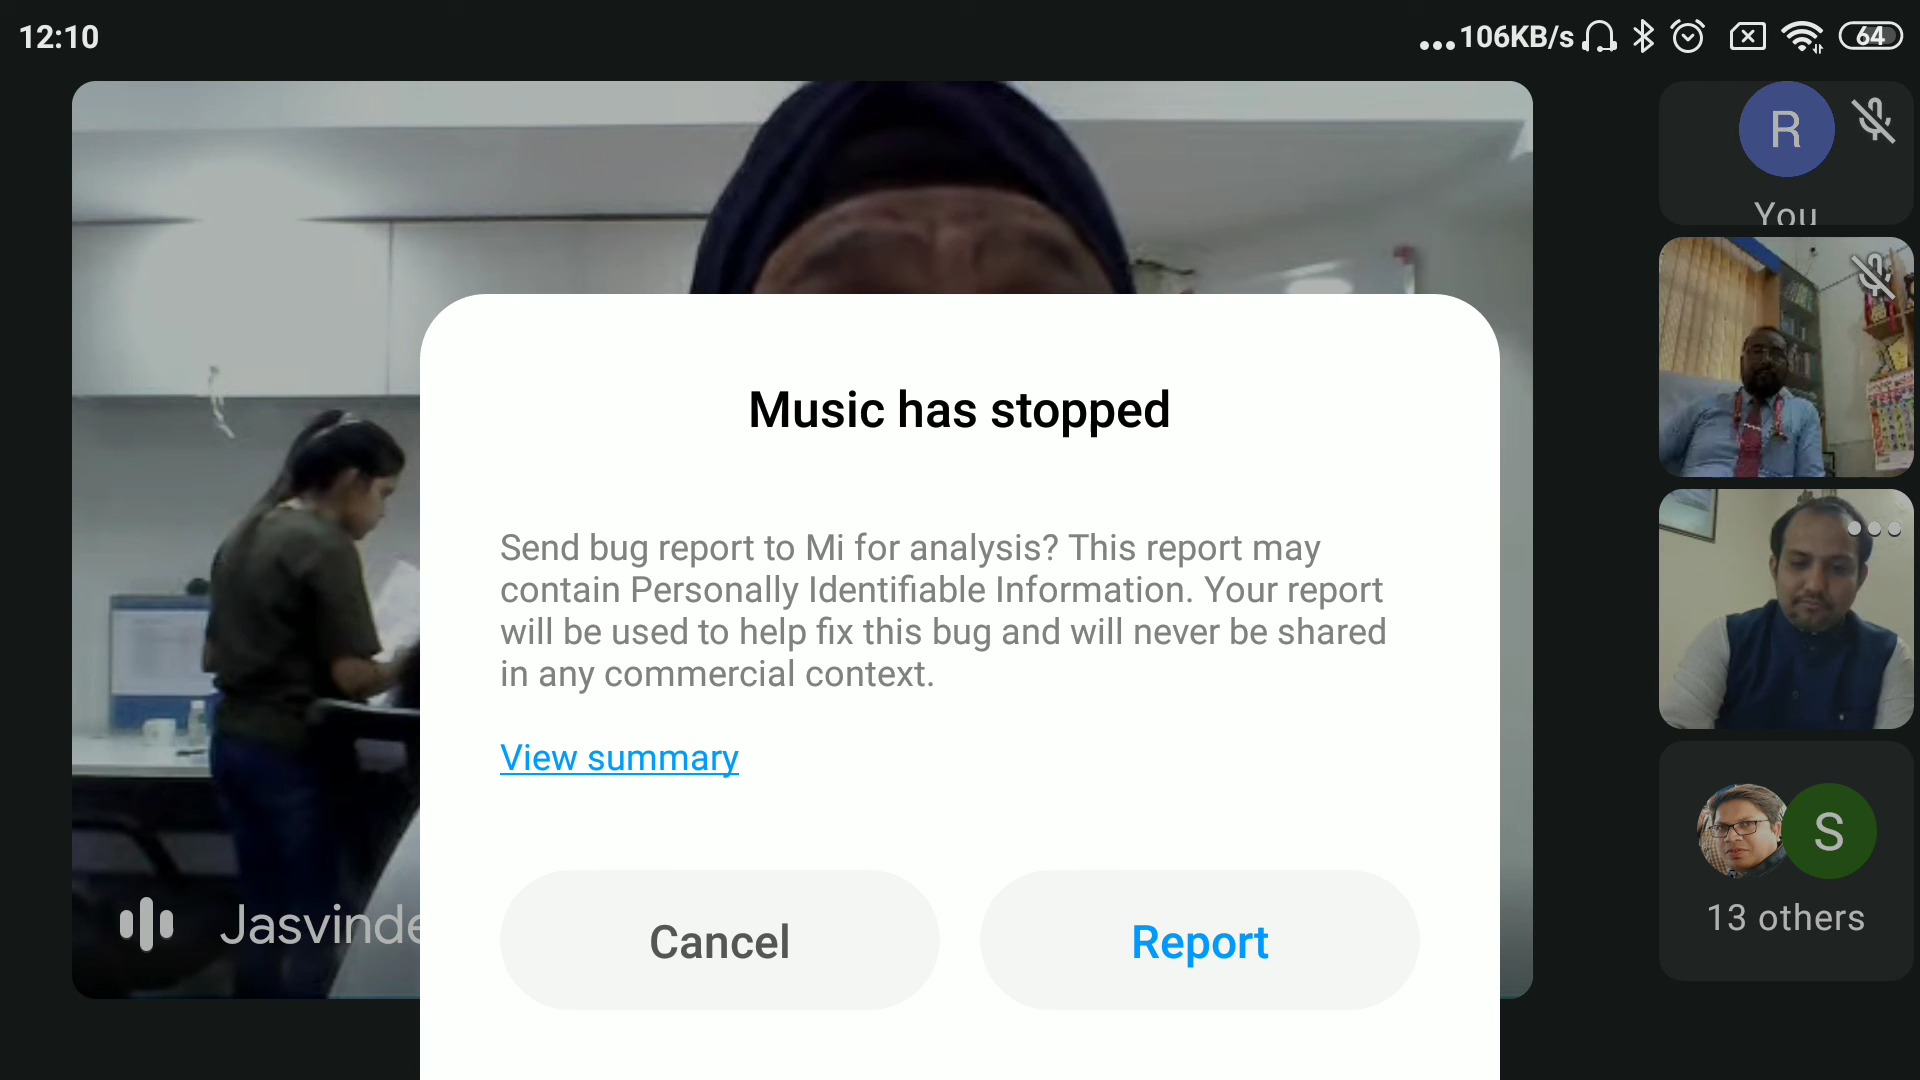 12:10
106KB/s
64
R
You
Music has stopped
Send bug report to Mi for analysis? This report may
contain Personally Identifiable Information. Your report
will be used to help fix this bug and will never be shared
in any commercial context.
View summary
Cancel
Report
Jasvinde
S
13 others